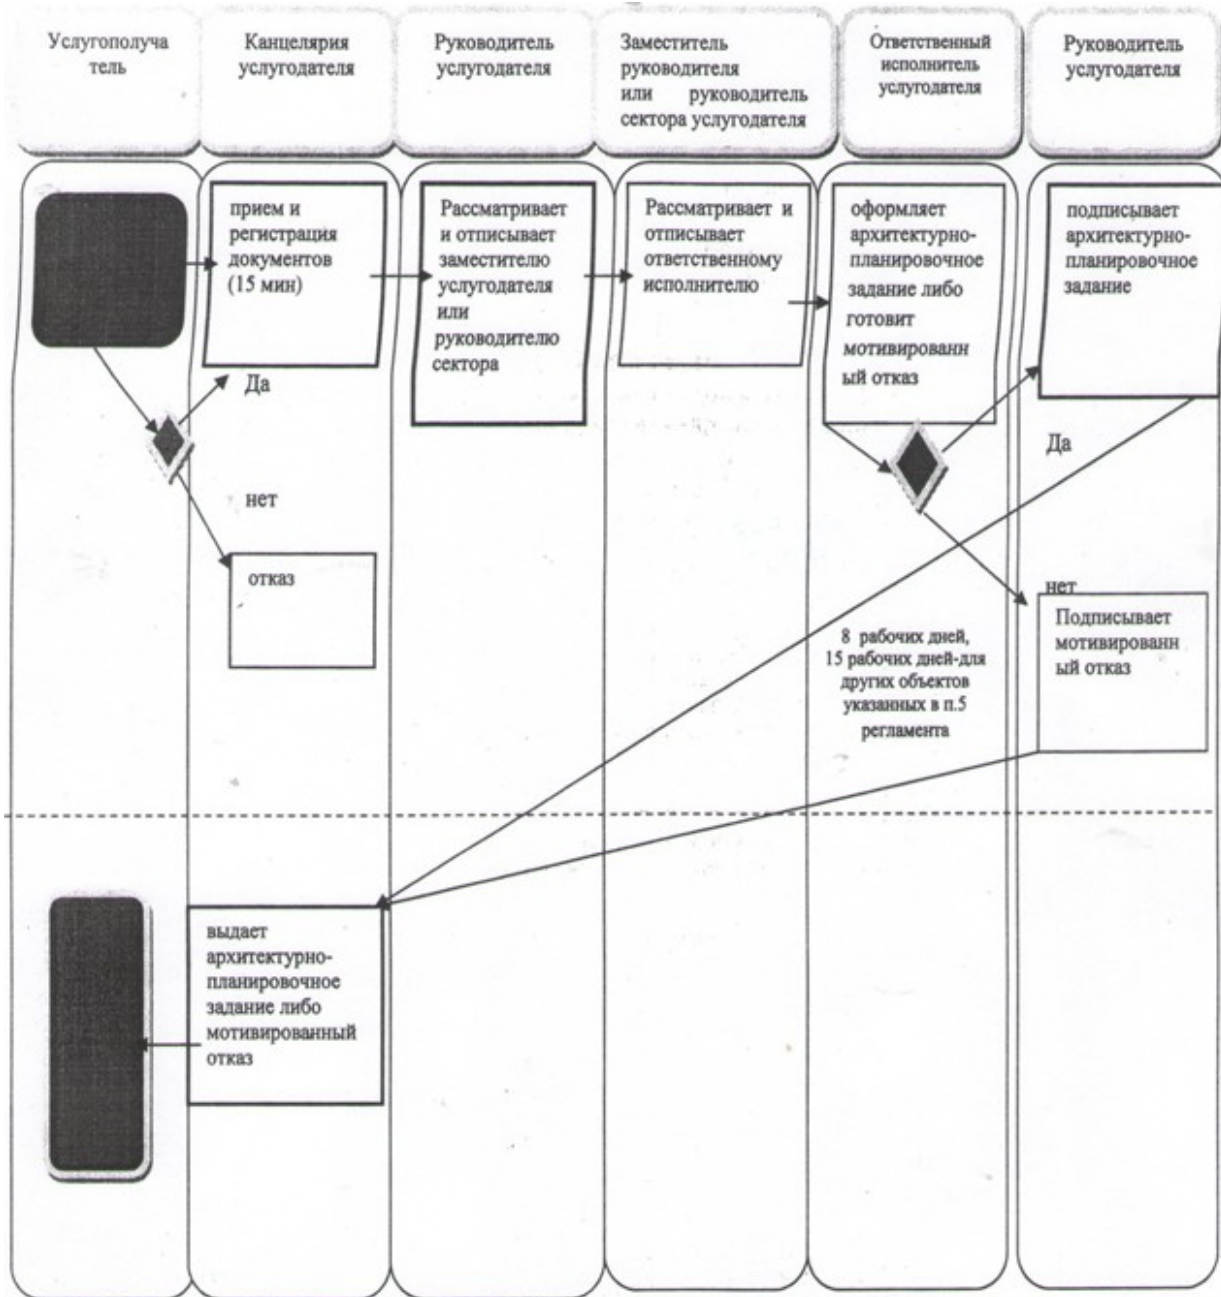 Услугополуча
тель
Канцелярия
услугодателя
Руководитель
услугодателя
Заместитель
руководителя
или руководитель
сектора услугодателя
Ответственный
исполнитель
услугодателя
Руководитель
услугодателя
прием и
регистрация
документов
(15 мин)
Рассматривает
и отписывает
заместителю
услугодателя
или
руководителю
сектора
Рассматривает и
отписывает
ответственному
исполнителю
оформляет
архитектурно-
планировочное
задание либо
готовит
мотивированн
ый отказ
подписывает
архитектурно-
планировочное
задание
Да
нет
отказ
Да
нет
8 рабочих дней,
15 рабочих дней-для
других объектов
указанных в п.5
регламента
Подписывает
мотивированн
ый отказ
выдает
архитектурно-
планировочное
задание либо
мотивированный
отказ